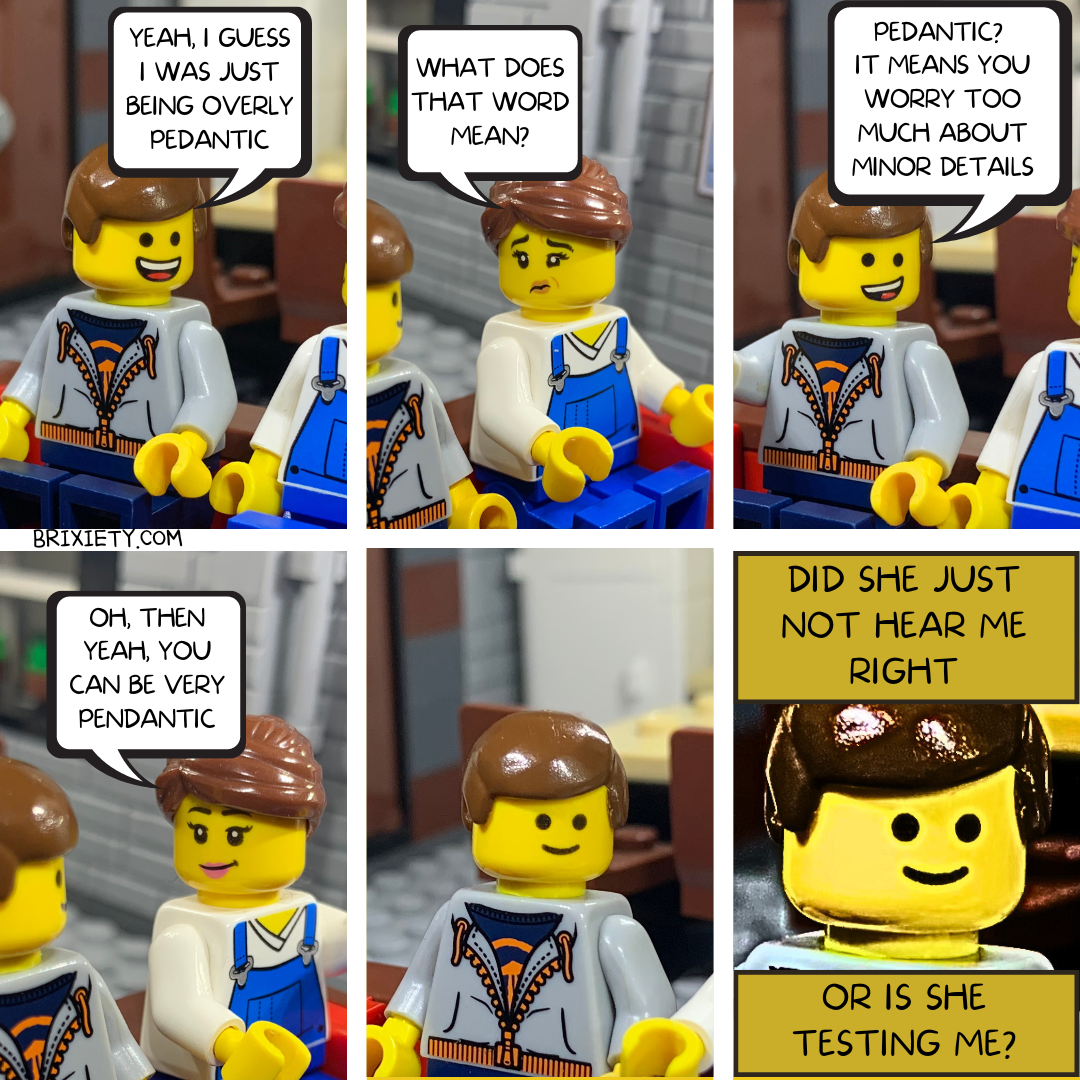 YEAH, I GUESS
I WAS JUST
BEING OVERLY
PEDANTIC
WHAT DOES
THAT WORD
MEAN?
PEDANTIC?
IT MEANS YOU
WORRY TOO
MUCH ABOUT
MINOR DETAILS
BRIXIETY.COM
OH, THEN
YEAH, YOU
CAN BE VERY
PENDANTIC
DID SHE JUST
NOT HEAR ME
RIGHT
OR IS SHE
TESTING ME?